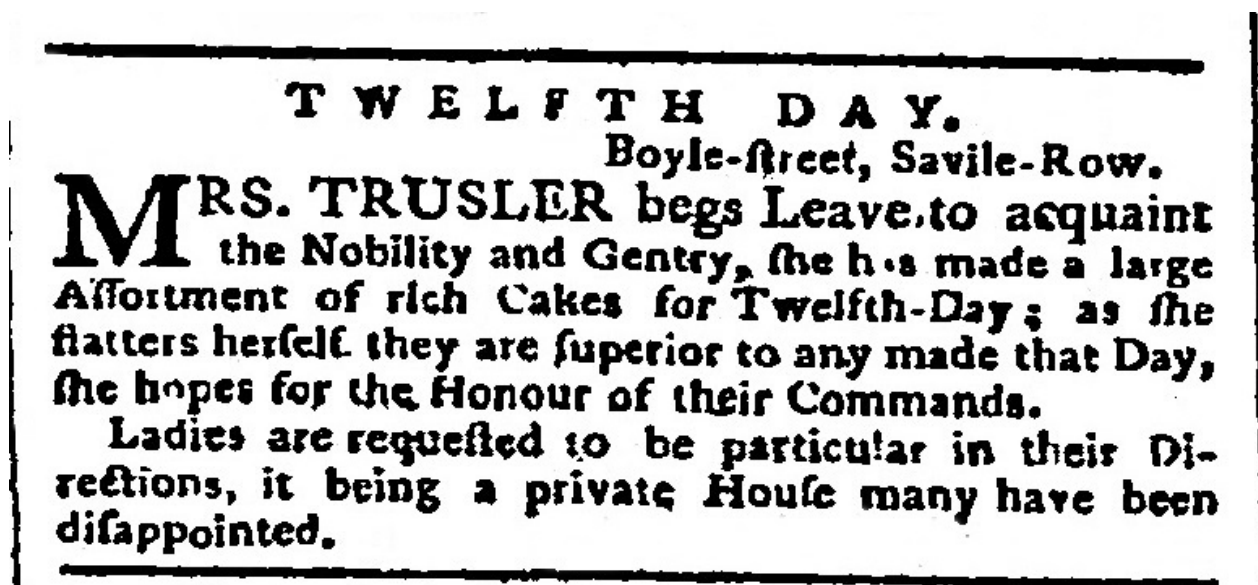 TWELFTH DAY.
Boyle-ſtreet, Savile-Row.
MRS. TRUSLER begs Leave to acquaint
the Nobility and Gentry, ſhe has made a large
Aſſortment of rich Cakes for Twelfth-Day; as ſhe
flatters herſelf they are ſuperior to any made that Day,
ſhe hopes for the Honour of their Commands.
Ladies are requeſted to be particular in their Di-
rections, it being a private Houſe many have been
diſappointed.